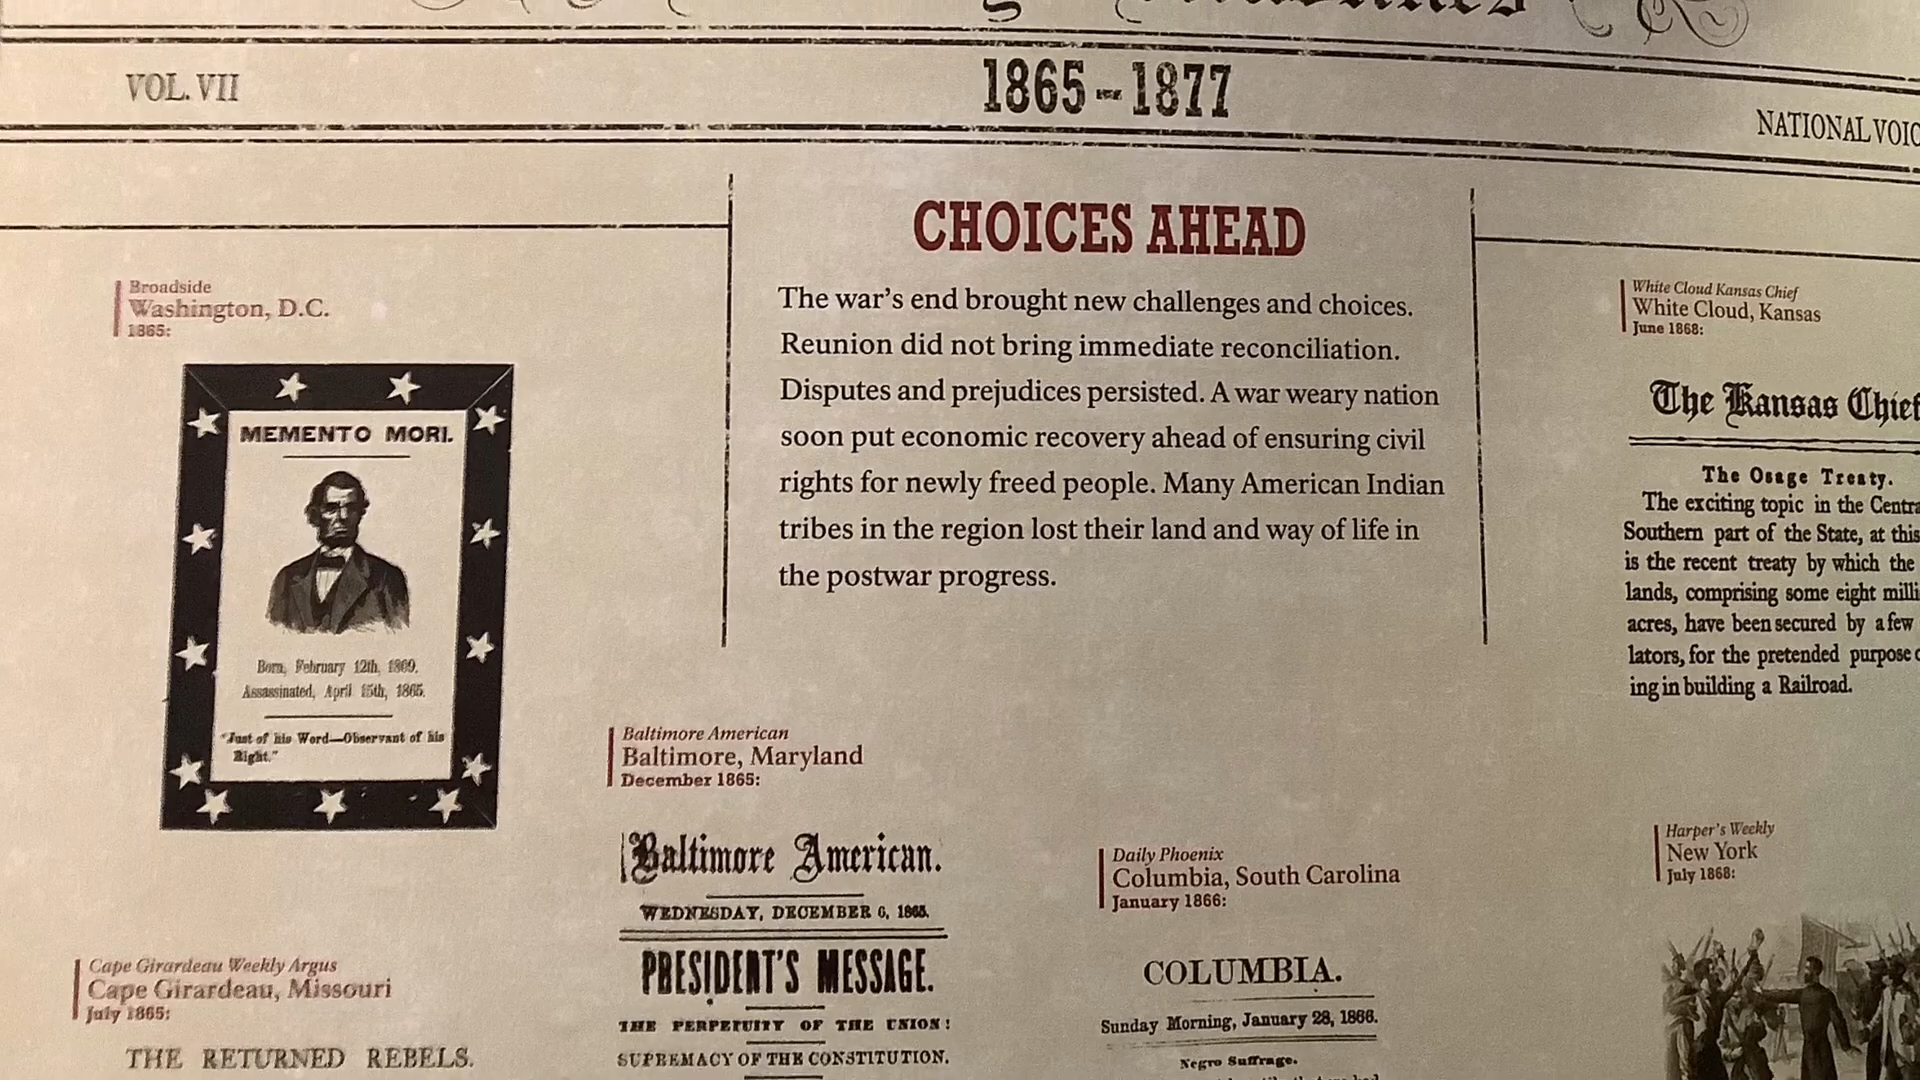 VOL. VII
1865-1877
NATIONAL VOIC
CHOICES AHEAD
The war's end brought new challenges and choices.
Reunion did not bring immediate reconciliation.
Disputes and prejudices persisted. A war weary nation
soon put economic recovery ahead of ensuring civil
rights for newly freed people. Many American Indian
tribes in the region lost their land and way of life in
the postwar progress.
Broadside
Washington, D.C.
1865:
MEMENTO MORI.
Born, February 12th, 1809.
Assassinated, April 15th, 1865.
"Just of his Word—Observant of his
Right."
Cape Girardeau Weekly Argus
Cape Girardeau, Missouri
July 1865:
THE RETURNED REBELS.
Baltimore American
Baltimore, Maryland
December 1865:
Baltimore American.
WEDNESDAY, DECEMBER 6, 1865.
PRESIDENT'S MESSAGE.
THE PERPETUITY OF THE UNION!
SUPREMACY OF THE CONSTITUTION.
Daily Phoenix
Columbia, South Carolina
January 1866:
COLUMBIA.
Sunday Morning, January 28, 1866.
Negro Suffrage.
White Cloud Kansas Chief
White Cloud, Kansas
June 1868:
The Kansas Chief
The Osage Treaty.
The exciting topic in the Centra
Southern part of the State, at this
is the recent treaty by which the
lands, comprising some eight milli
acres, have been secured by a few
lators, for the pretended purpose o
ing in building a Railroad.
Harper's Weekly
New York
July 1868: